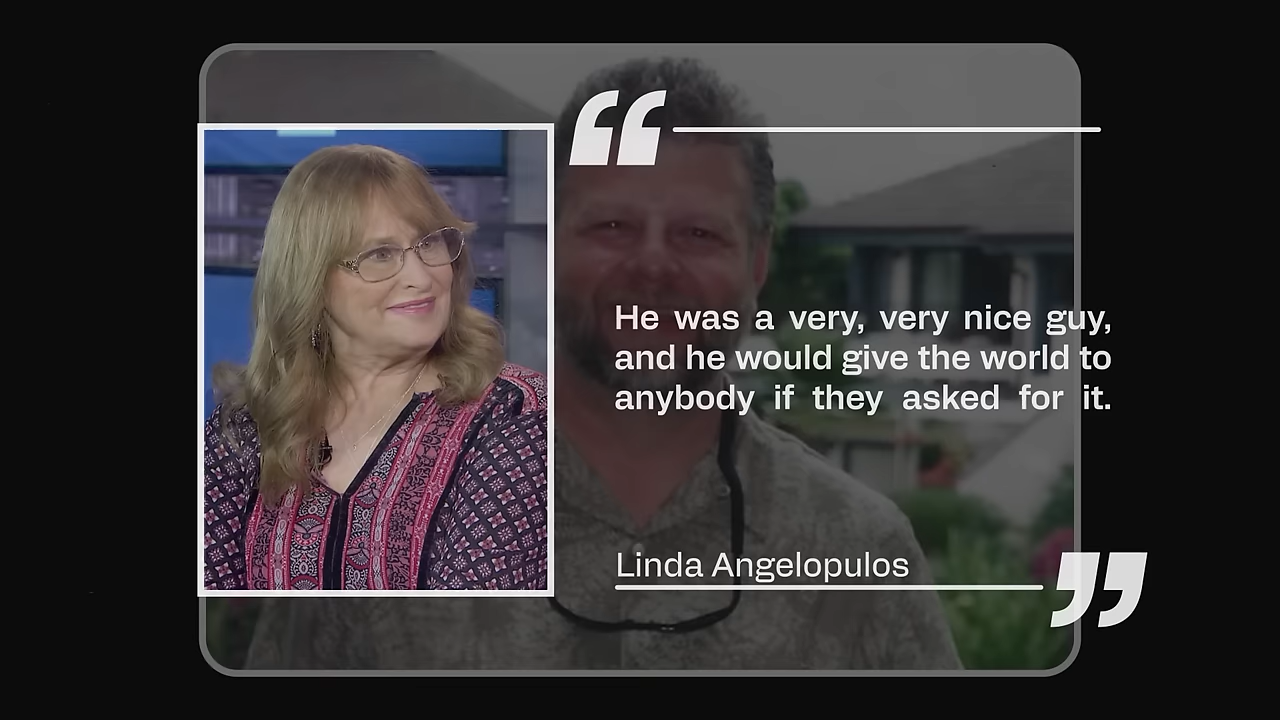 “
He was a very, very nice guy,
and he would give the world to
anybody if they asked for it.
Linda Angelopulos
”